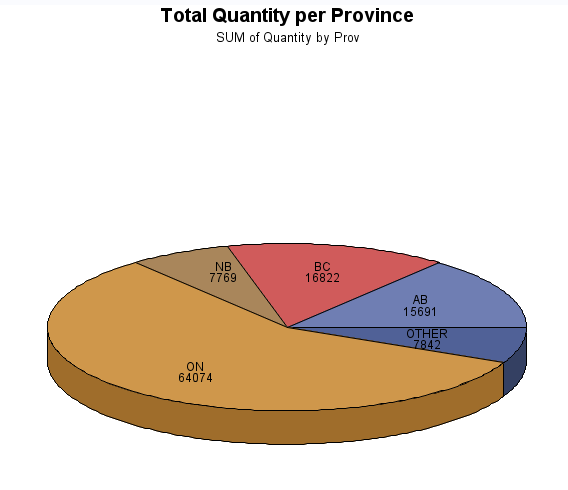 Total Quantity per Province
SUM of Quantity by Prov
NB
7769
BC
16822
AB
15691
OTHER
7842
ON
64074